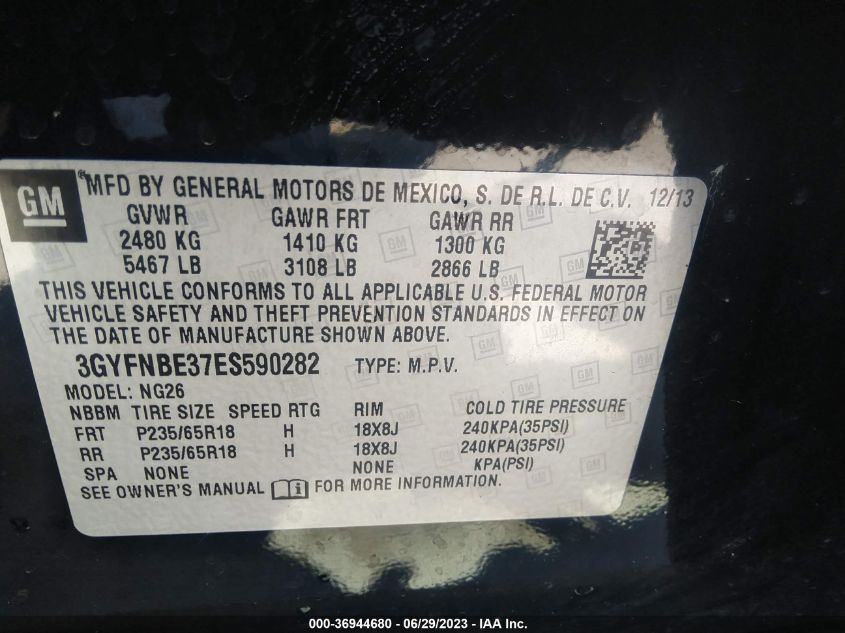 GM
"MFD BY GENERAL MOTORS DE MEXICO, S. DE R.L. DE C.V. 12/13
GVWR GAWR FRT GAWR RR
2480 KG 1410 KG 1300 KG
5467 LB 3108 LB 2866 LB
THIS VEHICLE CONFORMS TO ALL APPLICABLE U.S. FEDERAL MOTOR
VEHICLE SAFETY AND THEFT PREVENTION STANDARDS IN EFFECT ON
THE DATE OF MANUFACTURE SHOWN ABOVE.
3GYFNBE37ES590282 TYPE: M.P.V.
MODEL: NG26
NBBM TIRE SIZE SPEED RTG RIM COLD TIRE PRESSURE
FRT P235/65R18 H 18X8J 240KPA(35PSI)
RR P235/65R18 H 18X8J 240KPA(35PSI)
SPA NONE NONE KPA(PSI)
SEE OWNER'S MANUAL FOR MORE INFORMATION.
000-36944680 - 06/29/2023 - IAA Inc.